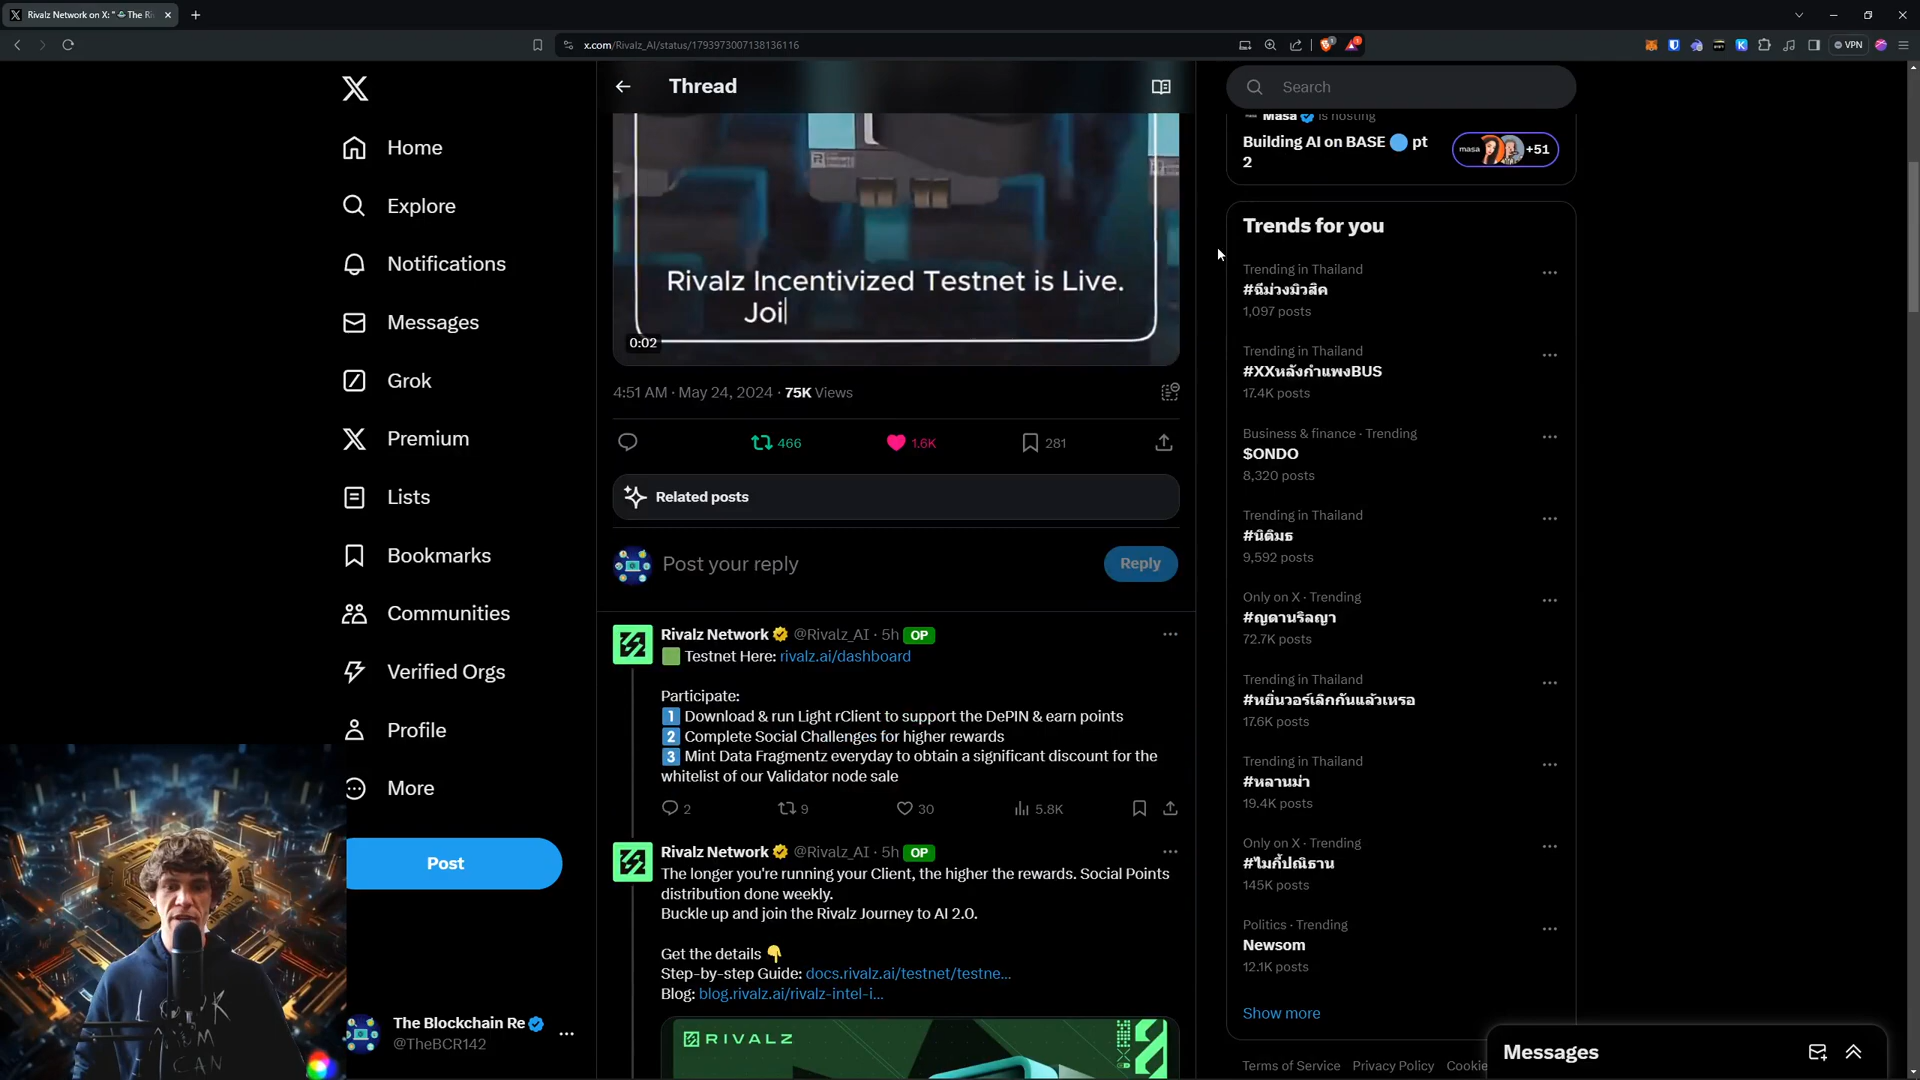 Rivalz Network on X: "
x.com/Rivalz_AI/status/1793973007138136116
VPN
Home
Explore
Notifications
Messages
Grok
Premium
Lists
Bookmarks
Communities
Verified Orgs
Profile
More
Post
The Blockchain Re
@TheBCR142
Thread
Rivalz Incentivized Testnet is Live.
Joi
0:02
4:51 AM · May 24, 2024 · 75K Views
466
1.6K
281
Related posts
Post your reply
Reply
Rivalz Network @Rivalz_AI · 5h OP
Testnet Here: rivalz.ai/dashboard
Participate:
1 Download & run Light rClient to support the DePIN & earn points
2 Complete Social Challenges for higher rewards
3 Mint Data Fragmentz everyday to obtain a significant discount for the
whitelist of our Validator node sale
2
9
30
5.8K
Rivalz Network @Rivalz_AI · 5h OP
The longer you're running your Client, the higher the rewards. Social Points
distribution done weekly.
Buckle up and join the Rivalz Journey to AI 2.0.
Get the details
Step-by-step Guide: docs.rivalz.ai/testnet/testne...
Blog: blog.rivalz.ai/rivalz-intel-i...
RIVALZ
Search
Masa is hosting
Building AI on BASE pt
2
masa
+51
Trends for you
Trending in Thailand
#ฉีม่วงมิวสิค
1,097 posts
Trending in Thailand
#XXหลังกำแพงBUS
17.4K posts
Business & finance · Trending
$ONDO
8,320 posts
Trending in Thailand
#นิติมธ
9,592 posts
Only on X · Trending
#ญดานริลญา
72.7K posts
Trending in Thailand
#หยิ่นวอร์เลิกกันแล้วเหรอ
17.6K posts
Trending in Thailand
#หลานม่า
19.4K posts
Only on X · Trending
#ไมกี้ปณิธาน
145K posts
Politics · Trending
Newsom
12.1K posts
Show more
Terms of Service Privacy Policy Cookie
Messages